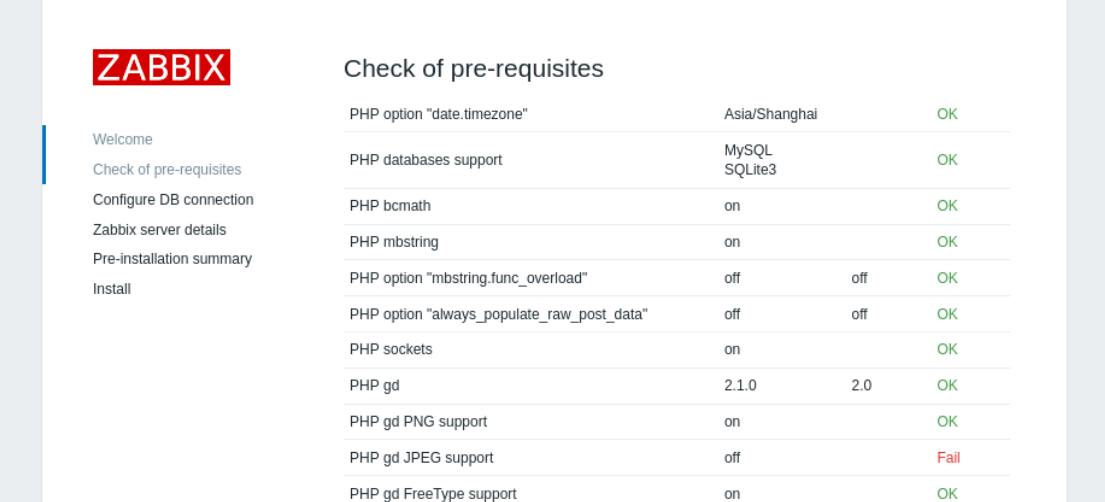 ZABBIX
Welcome
Check of pre-requisites
Configure DB connection
Zabbix server details
Pre-installation summary
Install
Check of pre-requisites
PHP option "date.timezone" Asia/Shanghai OK
PHP databases support MySQL SQLite3 OK
PHP bcmath on OK
PHP mbstring on OK
PHP option "mbstring.func_overload" off off OK
PHP option "always_populate_raw_post_data" off off OK
PHP sockets on OK
PHP gd 2.1.0 2.0 OK
PHP gd PNG support on OK
PHP gd JPEG support off Fail
PHP gd FreeType support on OK